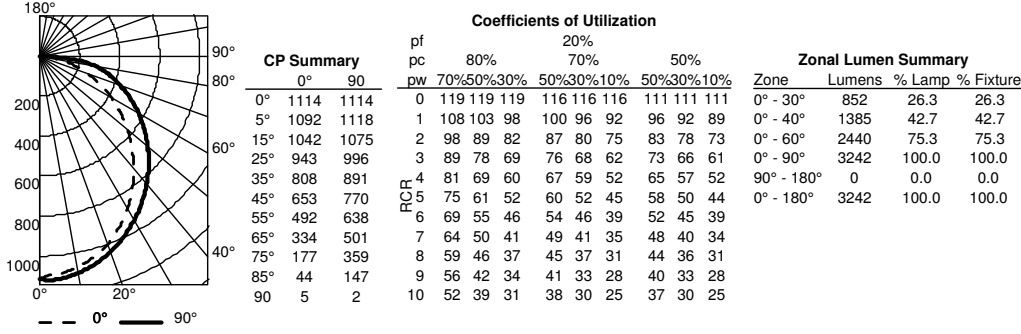 180°
90°
80°
60°
40°
200
400
600
800
1000
0° 20°
0° 90°
CP Summary
0° 90
0° 1114 1114
5° 1092 1118
15° 1042 1075
25° 943 996
35° 808 891
45° 653 770
55° 492 638
65° 334 501
75° 177 359
85° 44 147
90 5 2
Coefficients of Utilization
pf 20%
pc 80% 70% 50%
pw 70%50%30% 50%30%10% 50%30%10%
RCR
0 119 119 119 116 116 116 111 111 111
1 108 103 98 100 96 92 96 92 89
2 98 89 82 87 80 75 83 78 73
3 89 78 69 76 68 62 73 66 61
4 81 69 60 67 59 52 65 57 52
5 75 61 52 60 52 45 58 50 44
6 69 55 46 54 46 39 52 45 39
7 64 50 41 49 41 35 48 40 34
8 59 46 37 45 37 31 44 36 31
9 56 42 34 41 33 28 40 33 28
10 52 39 31 38 30 25 37 30 25
Zonal Lumen Summary
Zone Lumens % Lamp % Fixture
0° - 30° 852 26.3 26.3
0° - 40° 1385 42.7 42.7
0° - 60° 2440 75.3 75.3
0° - 90° 3242 100.0 100.0
90° - 180° 0 0.0 0.0
0° - 180° 3242 100.0 100.0